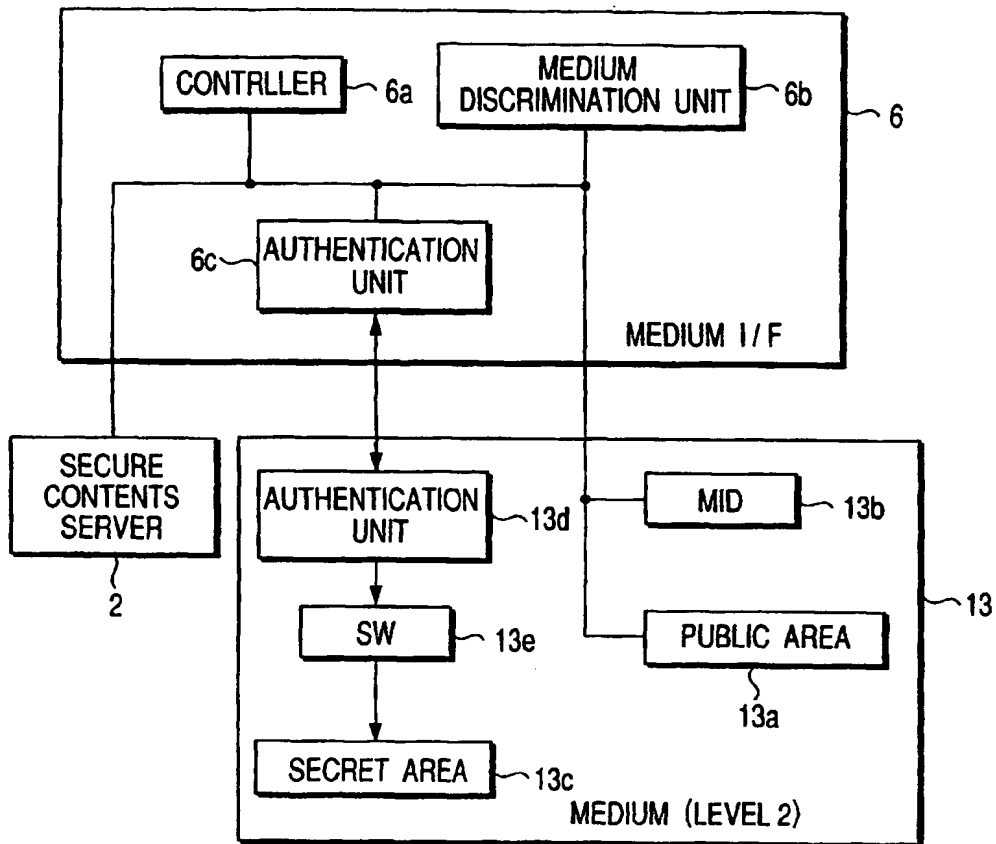 CONTRLLER
6a
MEDIUM
DISCRIMINATION UNIT
6b
6
6c
AUTHENTICATION
UNIT
MEDIUM I/F
SECURE
CONTENTS
SERVER
2
AUTHENTICATION
UNIT
13d
MID
13b
SW
13e
PUBLIC AREA
13a
13
SECRET AREA
13c
MEDIUM (LEVEL 2)